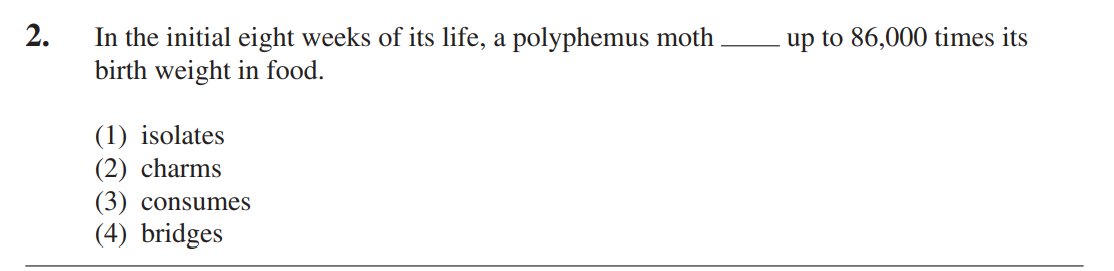 2. In the initial eight weeks of its life, a polyphemus moth _____ up to 86,000 times its
birth weight in food.
(1) isolates
(2) charms
(3) consumes
(4) bridges